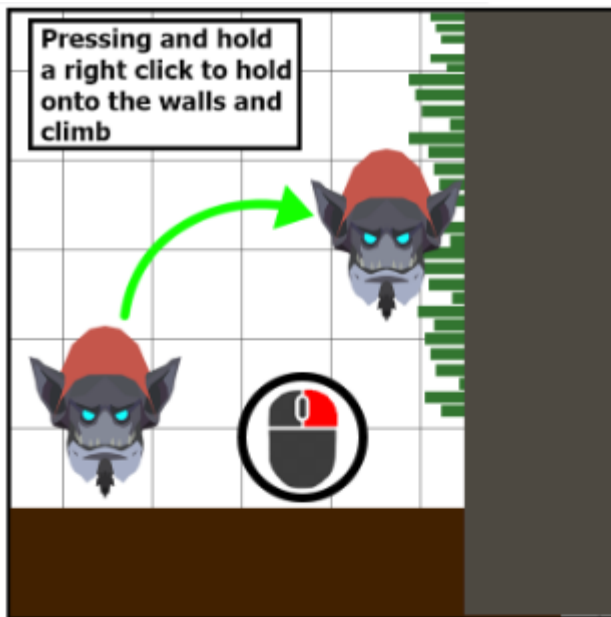 Pressing and hold
a right click to hold
onto the walls and
climb